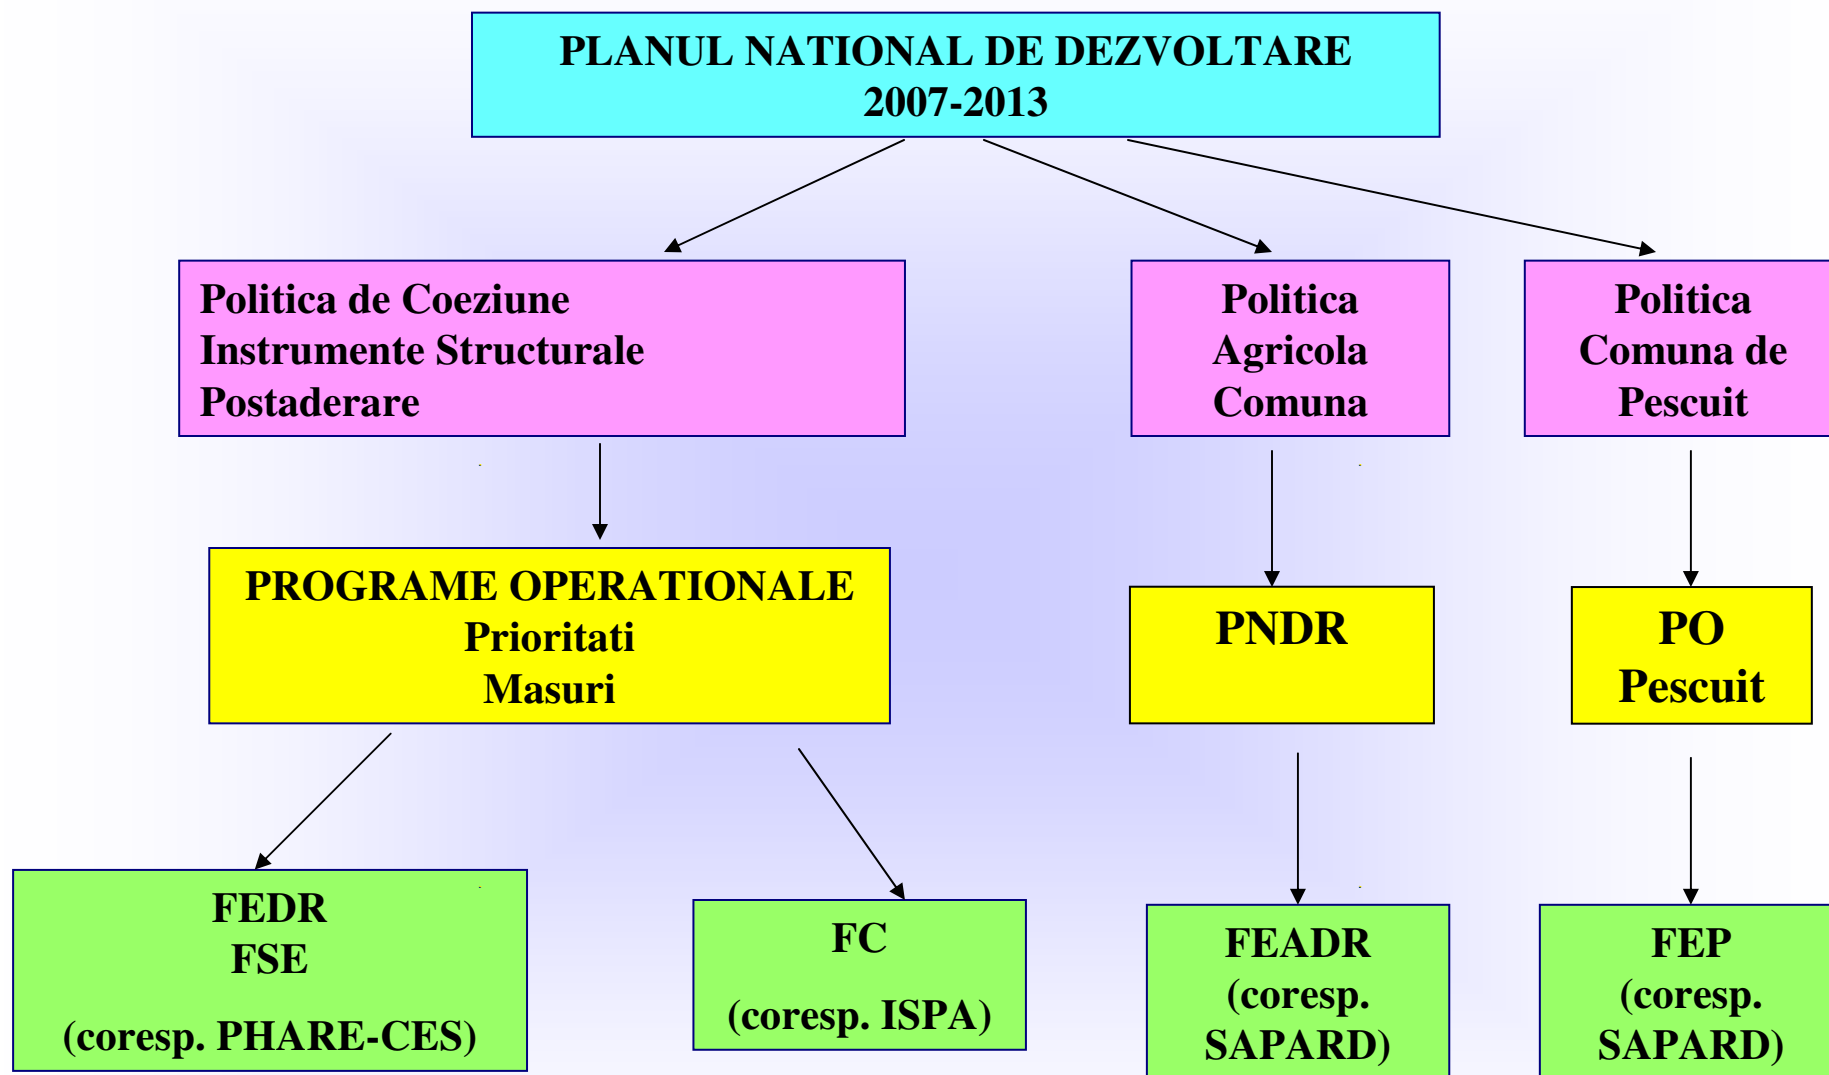 PLANUL NATIONAL DE DEZVOLTARE
2007-2013
Politica de Coeziune
Instrumente Structurale
Postaderare
Politica
Agricola
Comuna
Politica
Comuna de
Pescuit
PROGRAME OPERATIONALE
Prioritati
Masuri
PNDR
PO
Pescuit
FEDR
FSE
(coresp. PHARE-CES)
FC
(coresp. ISPA)
FEADR
(coresp.
SAPARD)
FEP
(coresp.
SAPARD)